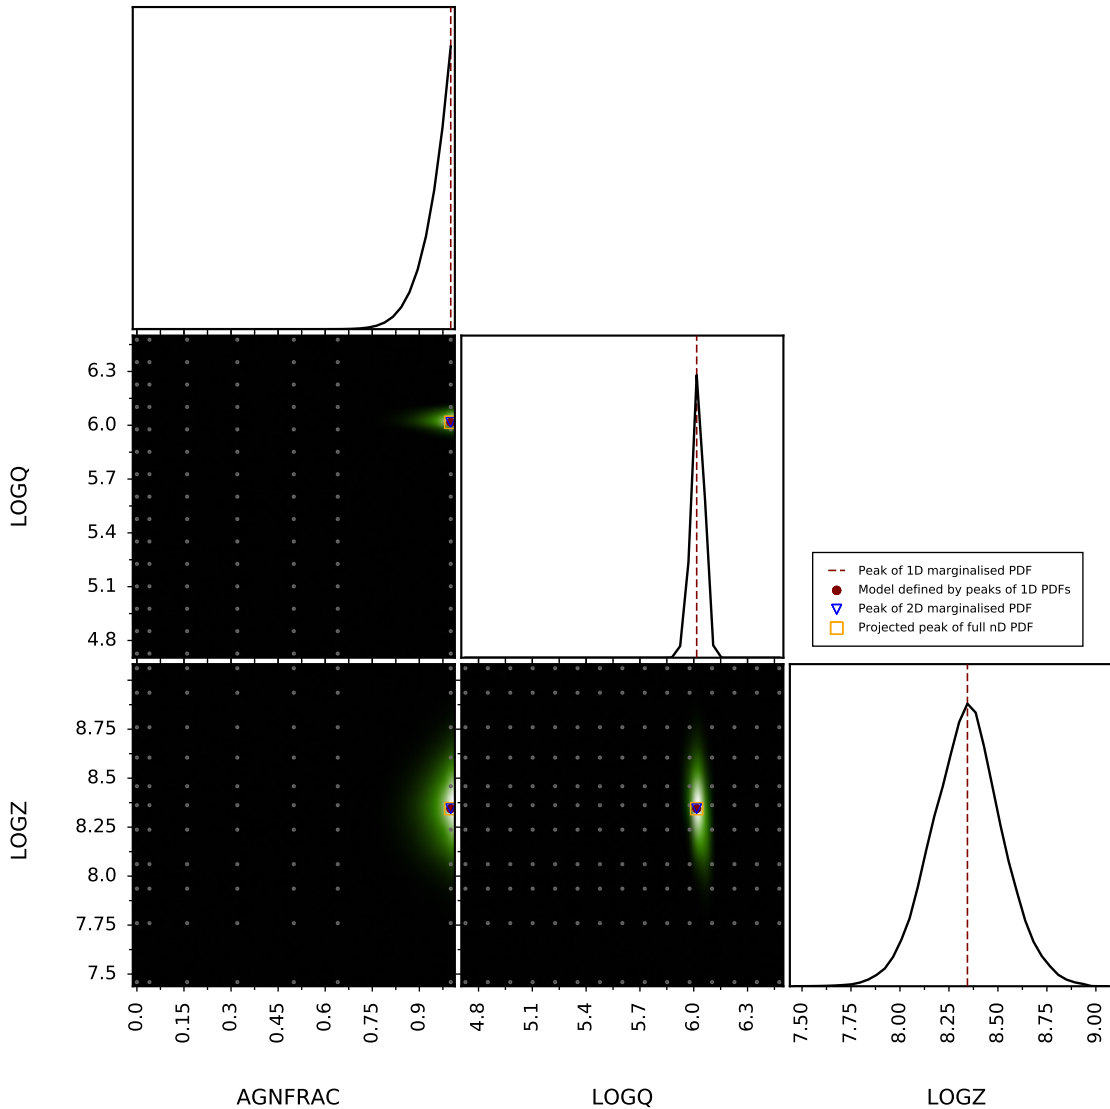 6.3
6.0
5.7
5.4
5.1
4.8
LOGQ
Peak of 1D marginalised PDF
Model defined by peaks of 1D PDFs
Peak of 2D marginalised PDF
Projected peak of full nD PDF
8.75
8.5
8.25
8.0
7.75
7.5
LOGZ
0.0 0.15 0.3 0.45 0.6 0.75 0.9
4.8 5.1 5.4 5.7 6.0 6.3
7.50 7.75 8.00 8.25 8.50 8.75 9.00
AGNFRAC
LOGQ
LOGZ